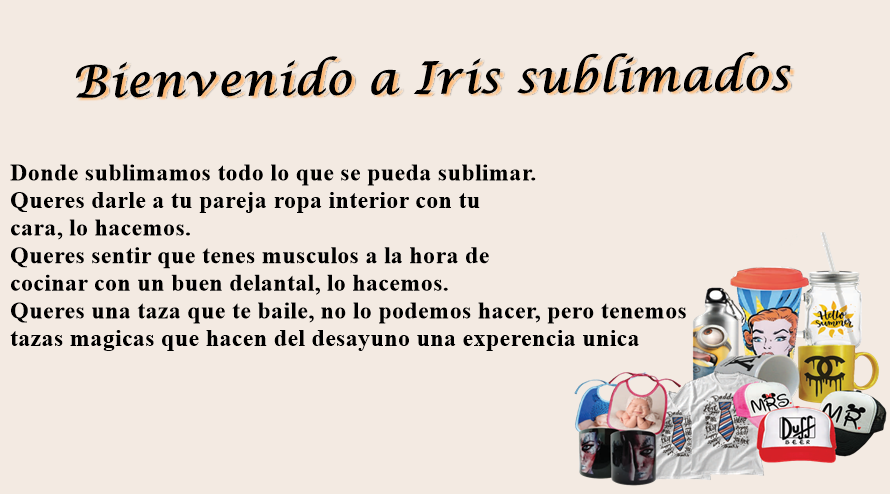 Bienvenido a Iris sublimados
Donde sublimamos todo lo que se pueda sublimar.
Queres darle a tu pareja ropa interior con tu
cara, lo hacemos.
Queres sentir que tenes musculos a la hora de
cocinar con un buen delantal, lo hacemos.
Queres una taza que te baile, no lo podemos hacer, pero tenemos
tazas magicas que hacen del desayuno una experencia unica
Hello
summer
MRS.
MR.
Duff
BEER